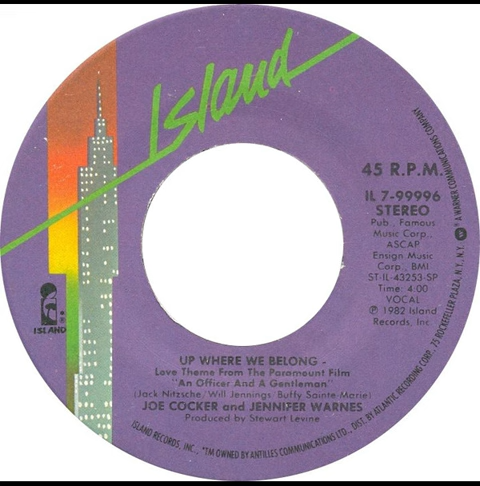 Island
45 R.P.M.
IL 7-99996
STEREO
Pub., Famous
Music Corp.,
ASCAP
Ensign Music
Corp., BMI
ST-IL-43253-SP
Time: 4:00
VOCAL
℗ 1982 Island
Records, Inc.
ISLAND
UP WHERE WE BELONG -
Love Theme From The Paramount Film
"An Officer And A Gentleman"
(Jack Nitzsche/Will Jennings/Buffy Sainte-Marie)
JOE COCKER and JENNIFER WARNES
Produced by Stewart Levine
ISLAND RECORDS, INC., *TM OWNED BY ANTILLES COMMUNICATIONS LTD., DIST. BY ATLANTIC RECORDING CORP., 75 ROCKEFELLER PLAZA, N.Y., N.Y. A WARNER COMMUNICATIONS COMPANY